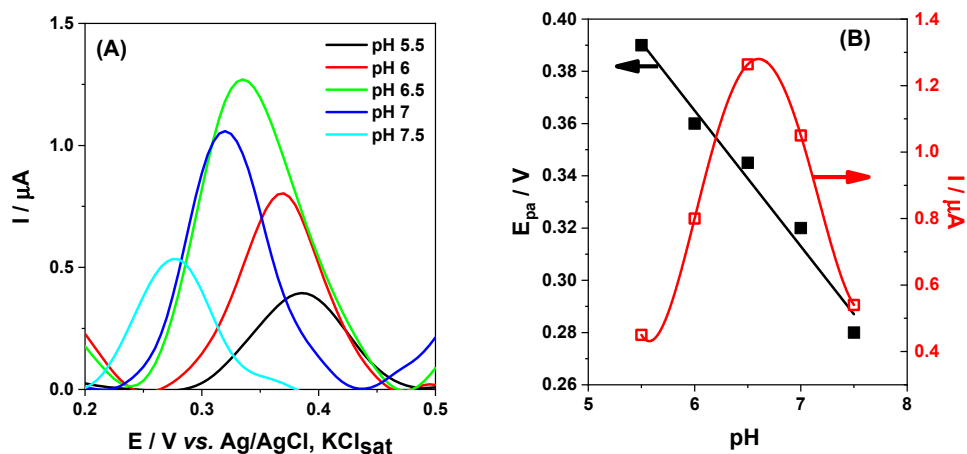 (A)
pH 5.5
pH 6
pH 6.5
pH 7
pH 7.5
1.5
1.0
0.5
0.0
I / µA
0.2 0.3 0.4 0.5
E / V vs. Ag/AgCl, KClsat
(B)
0.40
0.38
0.36
0.34
0.32
0.30
0.28
0.26
Epa / V
1.4
1.2
1.0
0.8
0.6
0.4
I / µA
5 6 7 8
pH